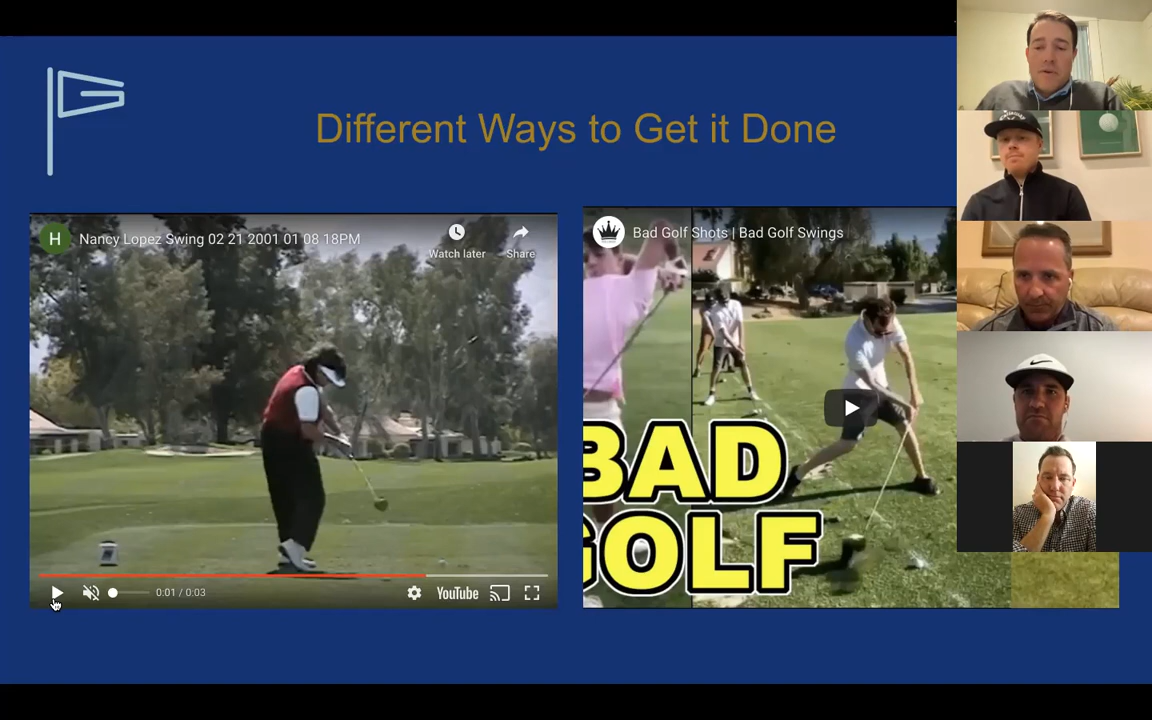 Different Ways to Get it Done
H
Nancy Lopez Swing 02 21 2001 01 08 18PM
Watch later
Share
0:01 / 0:03
YouTube
Bad Golf Shots | Bad Golf Swings
BAD
GOLF